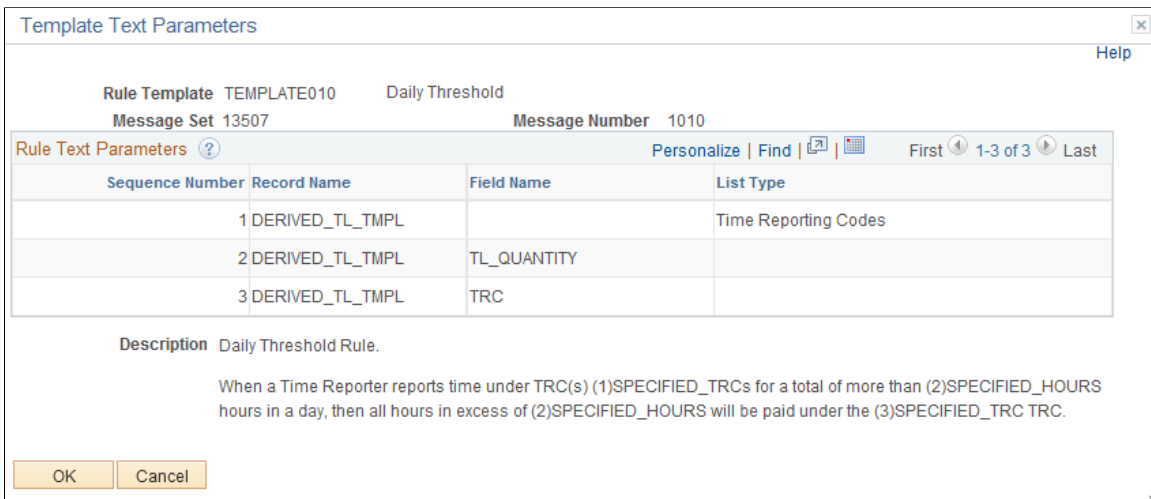 Template Text Parameters
Help
Rule Template TEMPLATE010 Daily Threshold
Message Set 13507 Message Number 1010
Rule Text Parameters Personalize | Find | | First 1-3 of 3 Last
Sequence Number Record Name Field Name List Type
1 DERIVED_TL_TMPL Time Reporting Codes
2 DERIVED_TL_TMPL TL_QUANTITY
3 DERIVED_TL_TMPL TRC
Description Daily Threshold Rule.
When a Time Reporter reports time under TRC(s) (1)SPECIFIED_TRCs for a total of more than (2)SPECIFIED_HOURS
hours in a day, then all hours in excess of (2)SPECIFIED_HOURS will be paid under the (3)SPECIFIED_TRC TRC.
OK Cancel